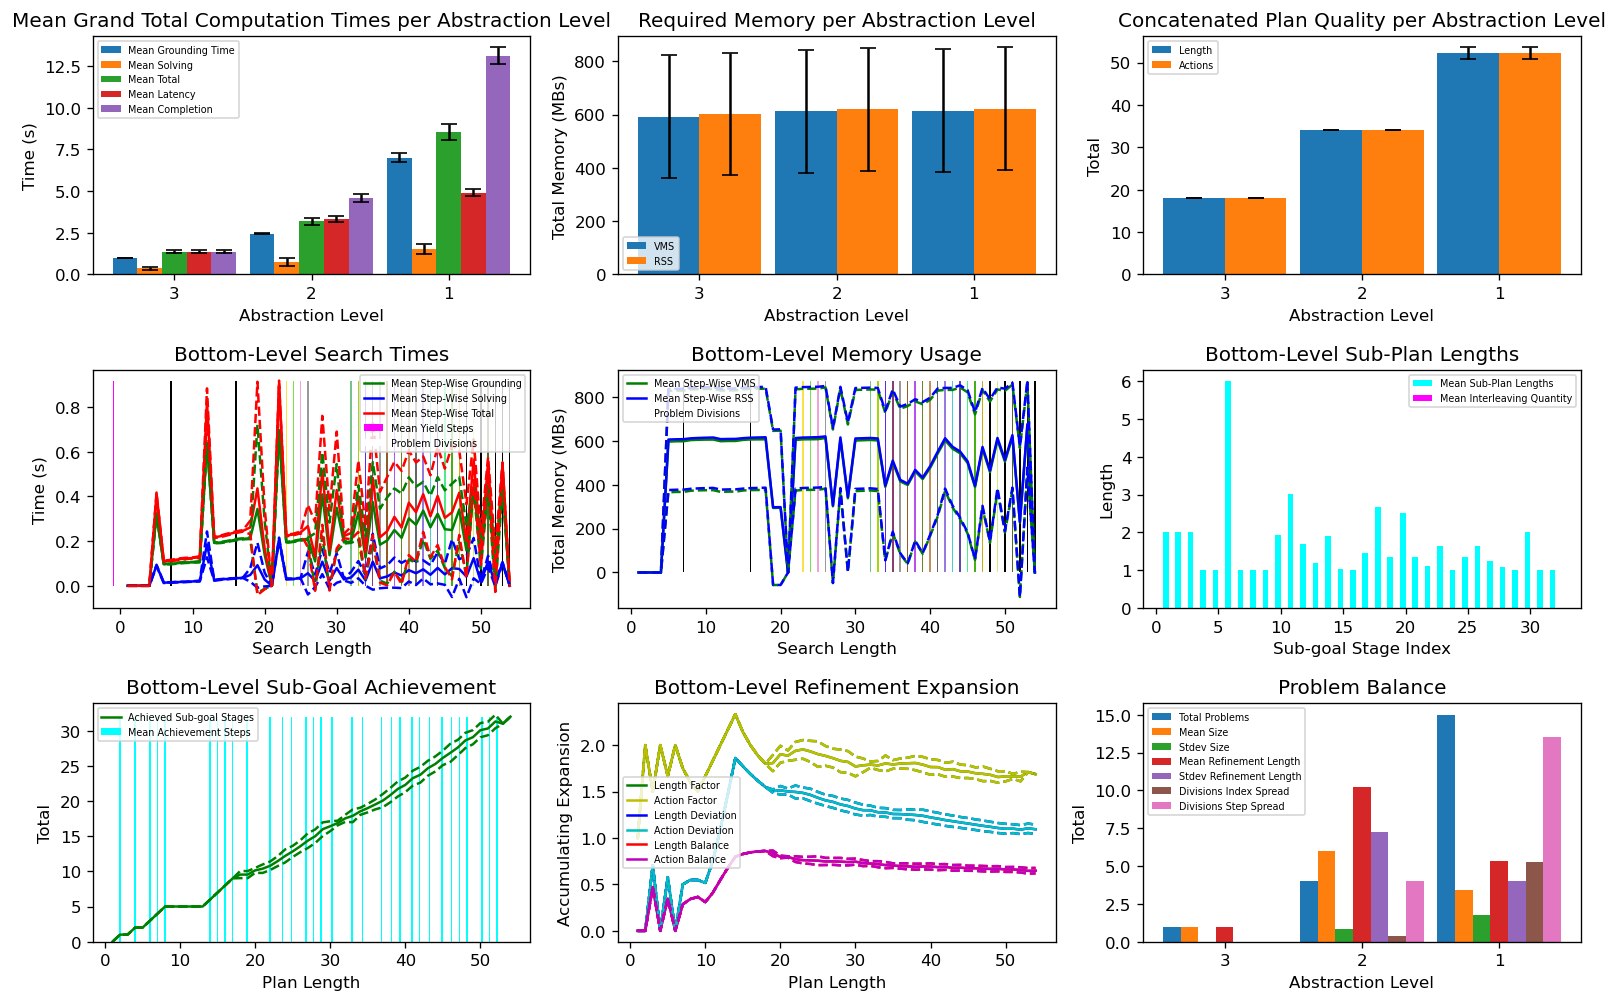 Mean Grand Total Computation Times per Abstraction Level
Mean Grounding Time
Mean Solving
Mean Total
Mean Latency
Mean Completion
12.5
10.0
7.5
5.0
2.5
0.0
Time (s)
3 2 1
Abstraction Level
Required Memory per Abstraction Level
800
600
400
200
0
Total Memory (MBs)
VMS
RSS
3 2 1
Abstraction Level
Concatenated Plan Quality per Abstraction Level
Length
Actions
50
40
30
20
10
0
Total
3 2 1
Abstraction Level
Bottom-Level Search Times
Mean Step-Wise Grounding
Mean Step-Wise Solving
Mean Step-Wise Total
Mean Yield Steps
Problem Divisions
0.8
0.6
0.4
0.2
0.0
Time (s)
0 10 20 30 40 50
Search Length
Bottom-Level Memory Usage
Mean Step-Wise VMS
Mean Step-Wise RSS
Problem Divisions
800
600
400
200
0
Total Memory (MBs)
0 10 20 30 40 50
Search Length
Bottom-Level Sub-Plan Lengths
Mean Sub-Plan Lengths
Mean Interleaving Quantity
6
5
4
3
2
1
0
Length
0 5 10 15 20 25 30
Sub-goal Stage Index
Bottom-Level Sub-Goal Achievement
Achieved Sub-goal Stages
Mean Achievement Steps
30
25
20
15
10
5
0
Total
0 10 20 30 40 50
Plan Length
Bottom-Level Refinement Expansion
2.0
1.5
1.0
0.5
0.0
Accumulating Expansion
Length Factor
Action Factor
Length Deviation
Action Deviation
Length Balance
Action Balance
0 10 20 30 40 50
Plan Length
Problem Balance
Total Problems
Mean Size
Stdev Size
Mean Refinement Length
Stdev Refinement Length
Divisions Index Spread
Divisions Step Spread
15.0
12.5
10.0
7.5
5.0
2.5
0.0
Total
3 2 1
Abstraction Level